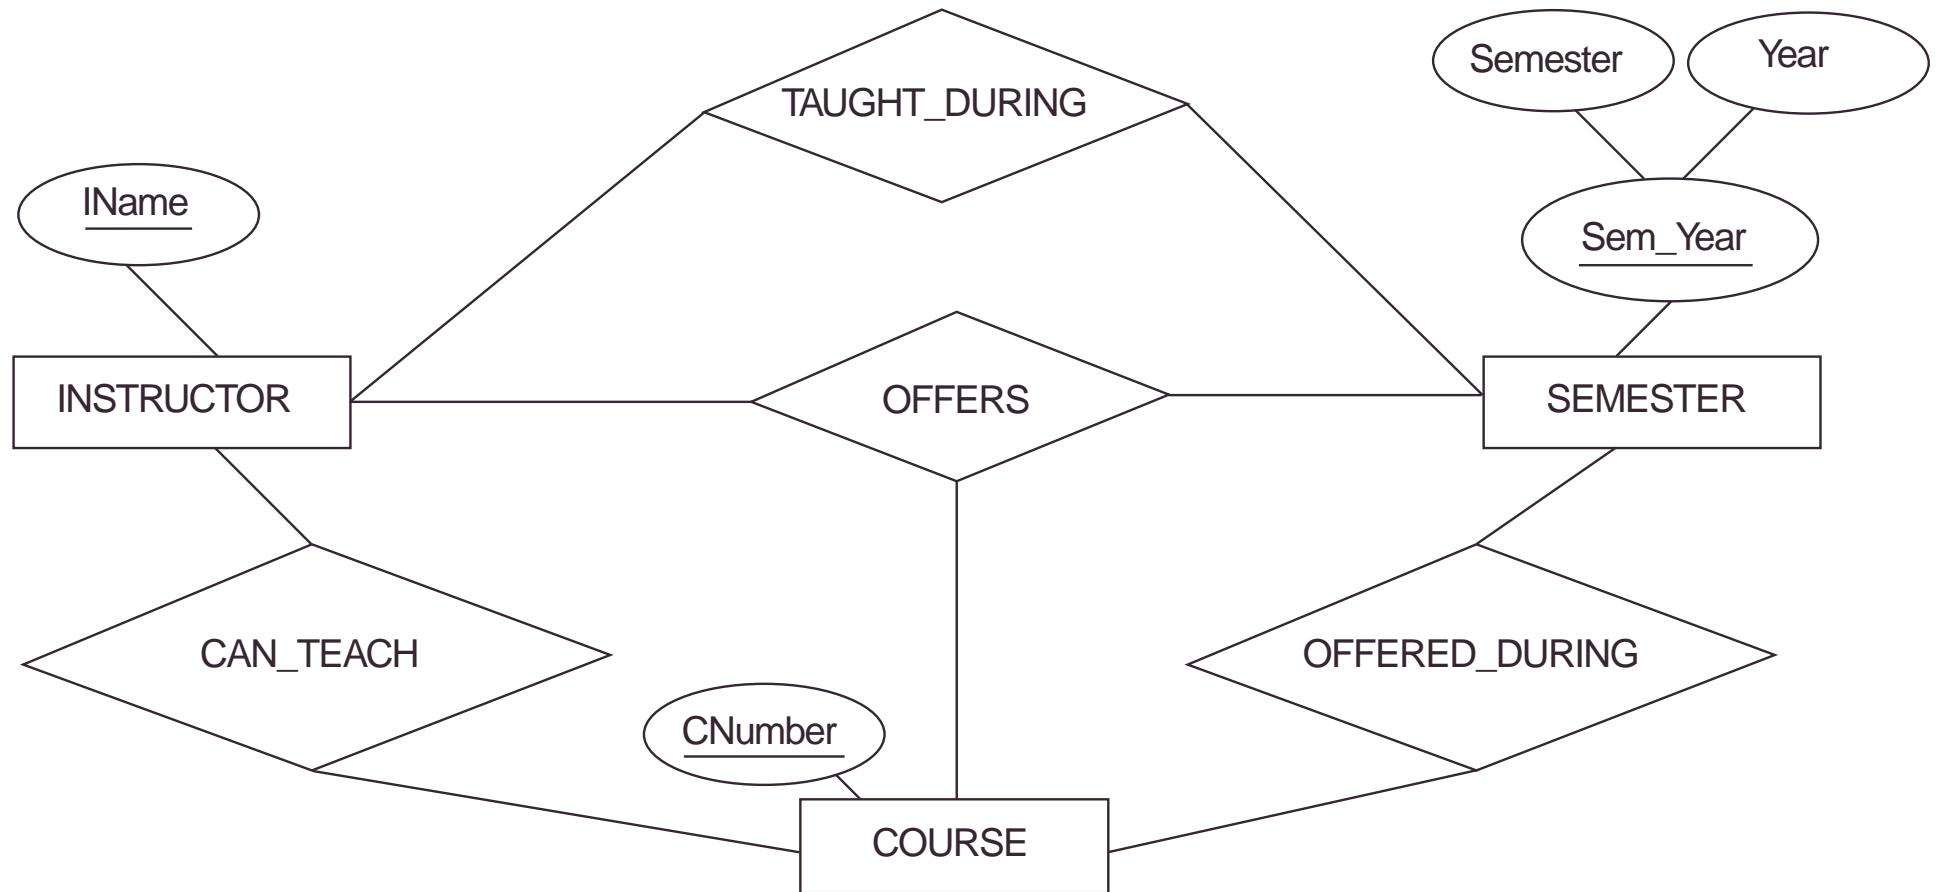 TAUGHT_DURING
Semester
Year
IName
Sem_Year
INSTRUCTOR
OFFERS
SEMESTER
CAN_TEACH
OFFERED_DURING
CNumber
COURSE